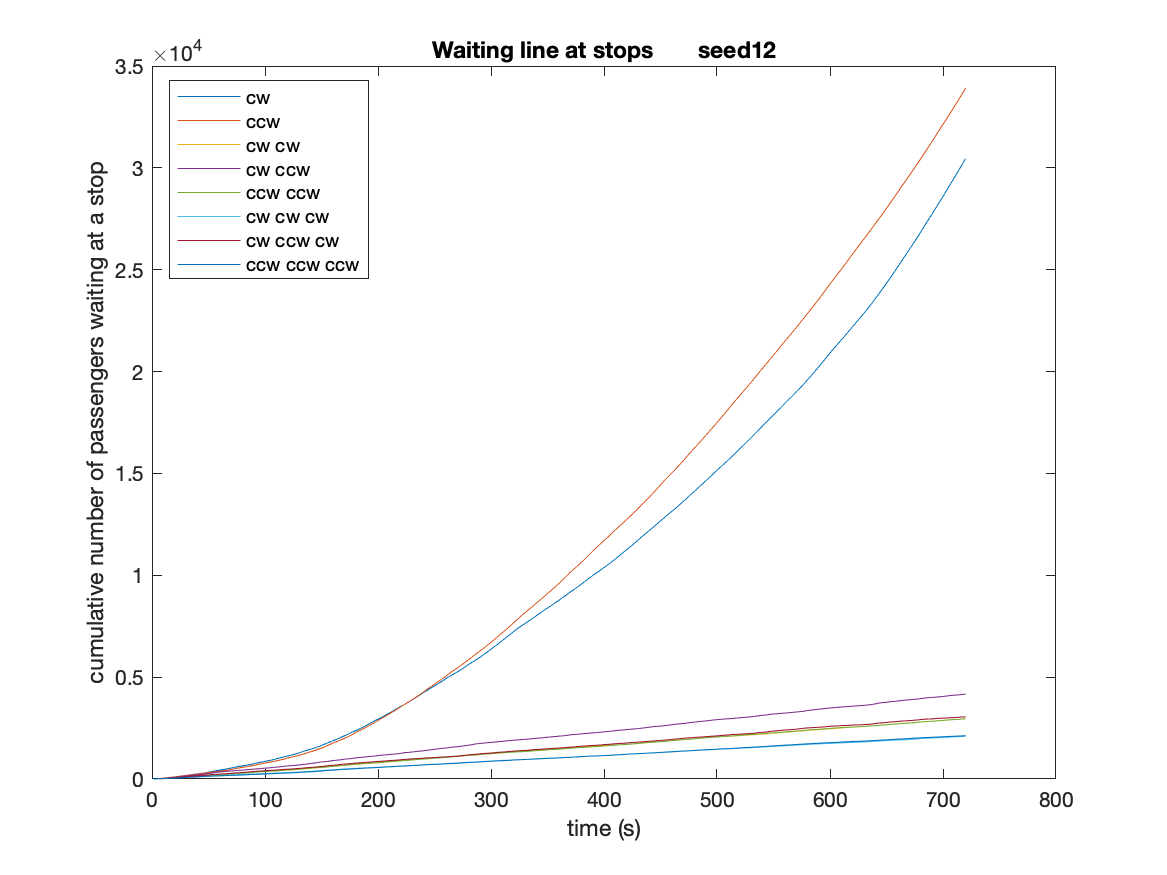 Waiting line at stops seed12
×10^4
3.5
3
2.5
2
1.5
1
0.5
0
cumulative number of passengers waiting at a stop
CW
CCW
CW CW
CW CCW
CCW CCW
CW CW CW
CW CCW CW
CCW CCW CCW
0 100 200 300 400 500 600 700 800
time (s)